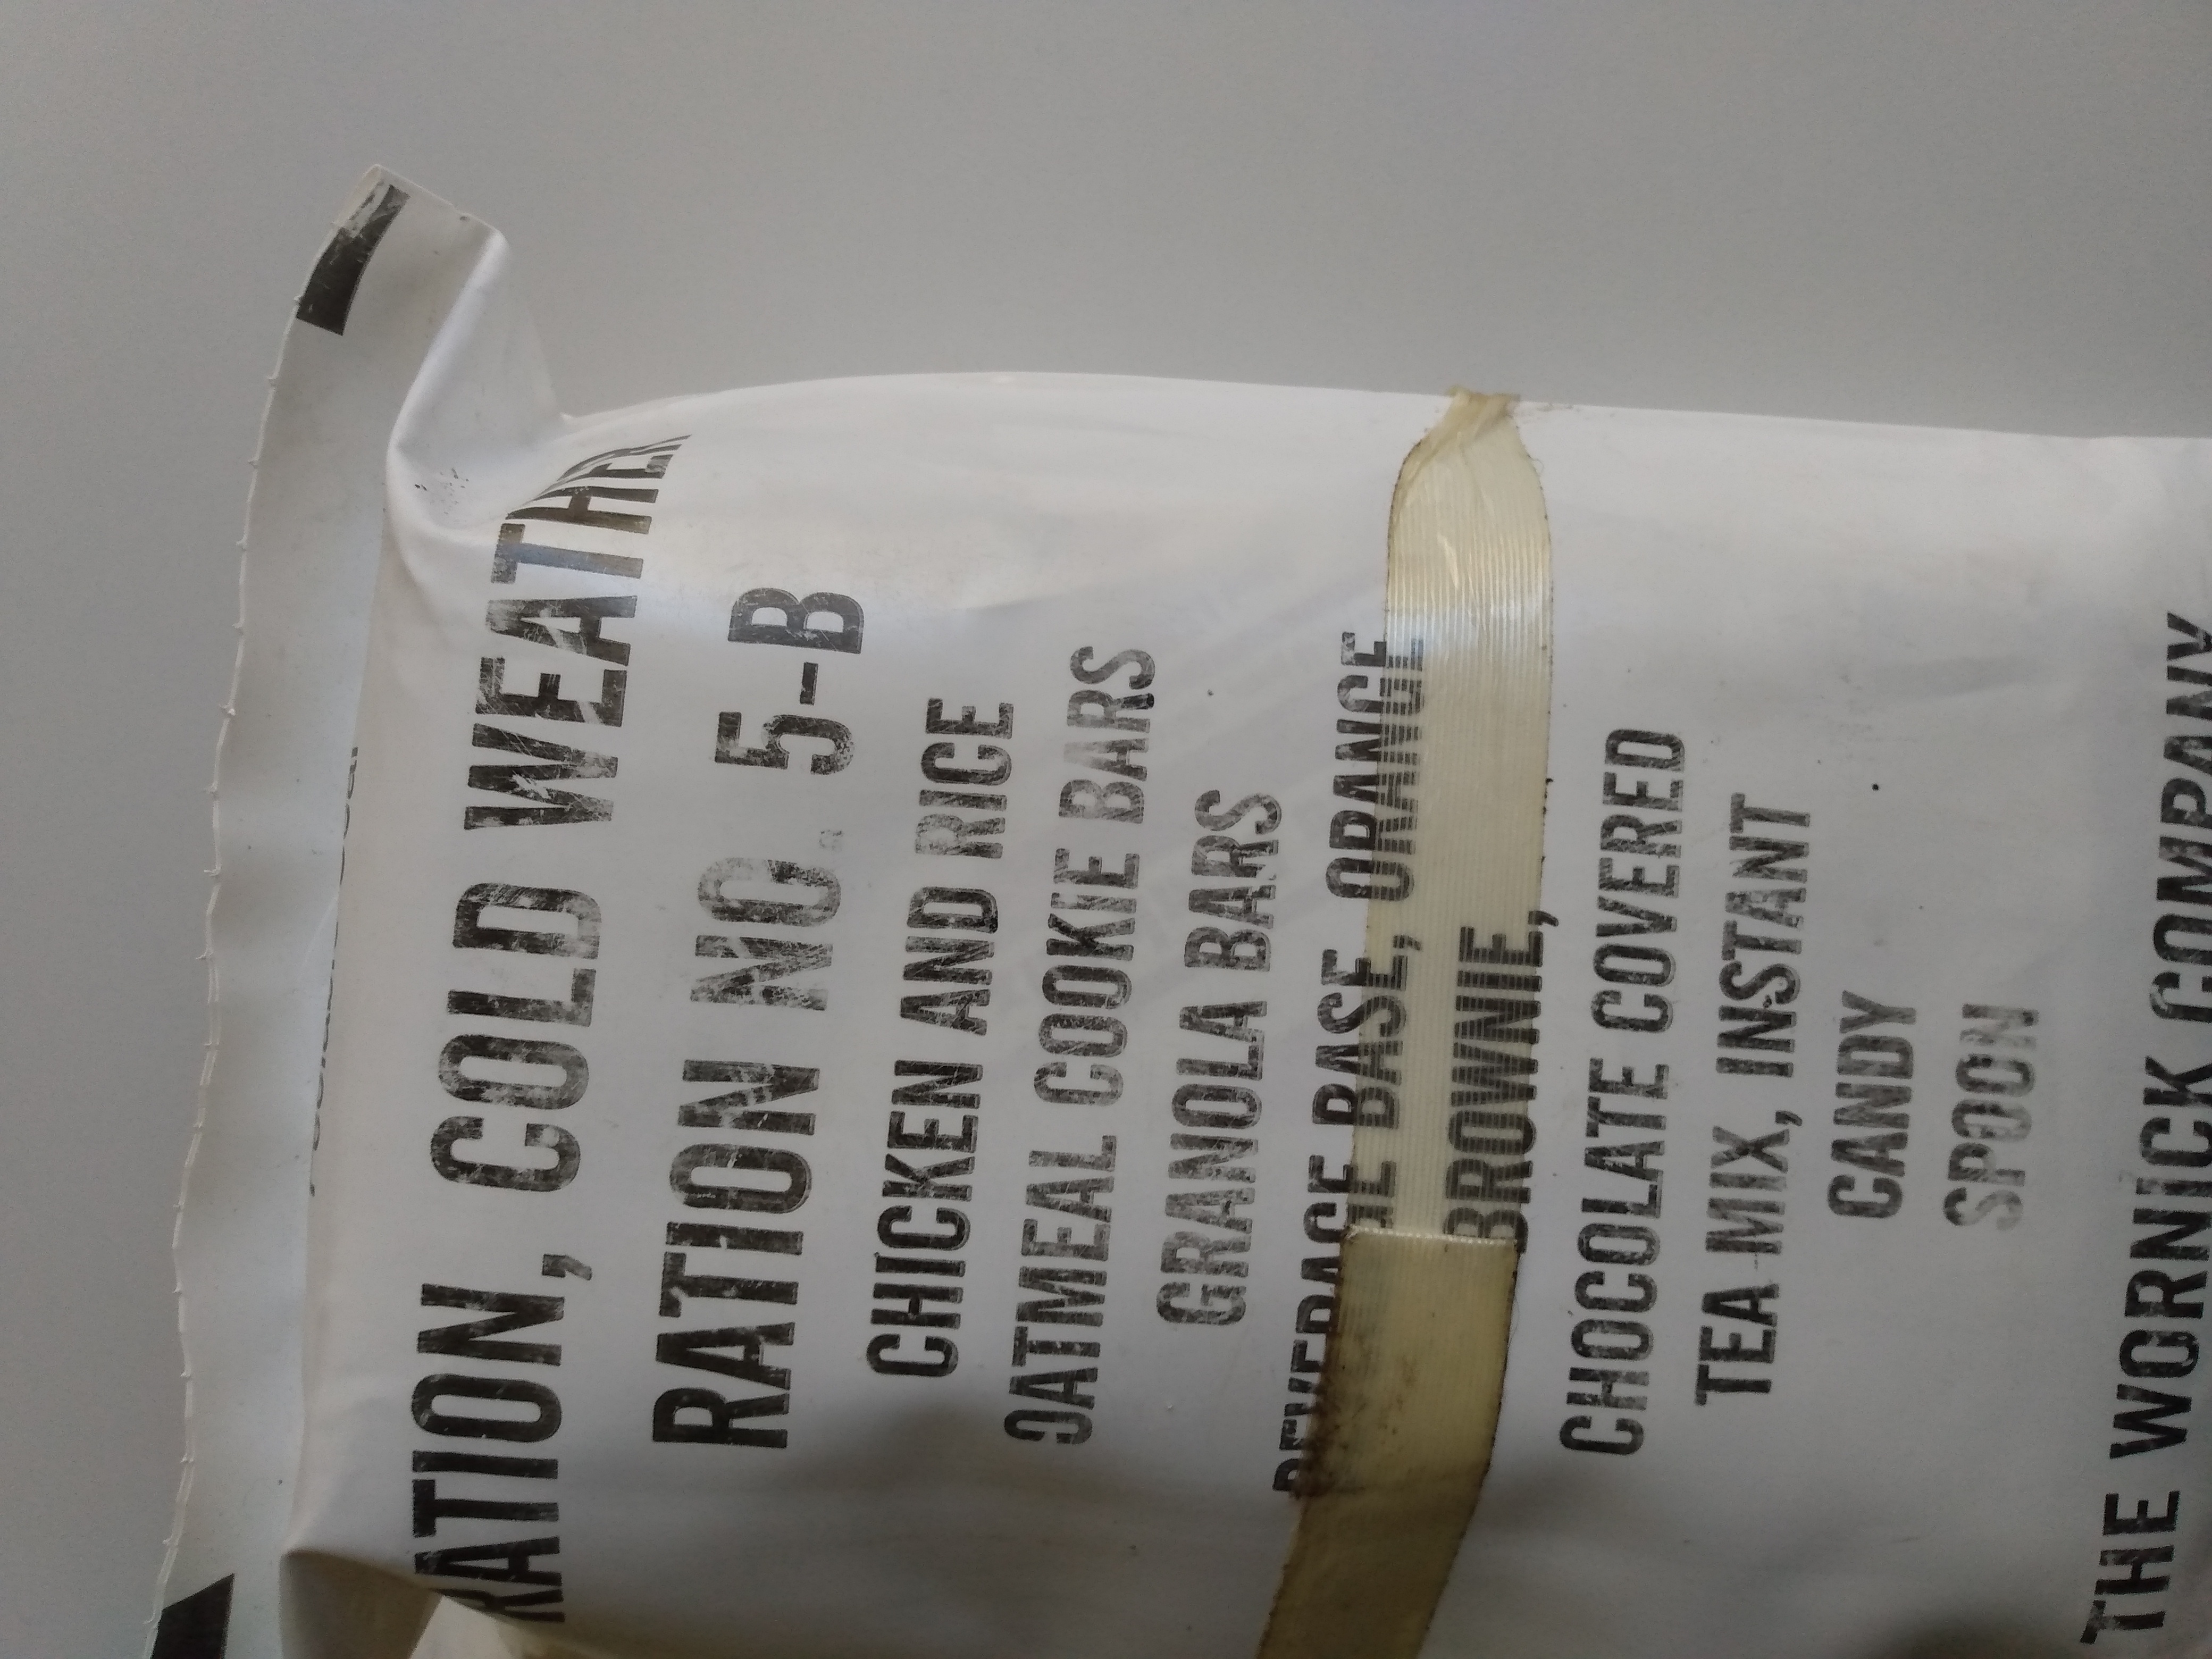 RATION, COLD WEATHER
RATION NO. 5-B
CHICKEN AND RICE
OATMEAL COOKIE BARS
GRANOLA BARS
BEVERAGE BASE, ORANGE
BROWNIE,
CHOCOLATE COVERED
TEA MIX, INSTANT
CANDY
SPOON
THE WORNICK COMPANY